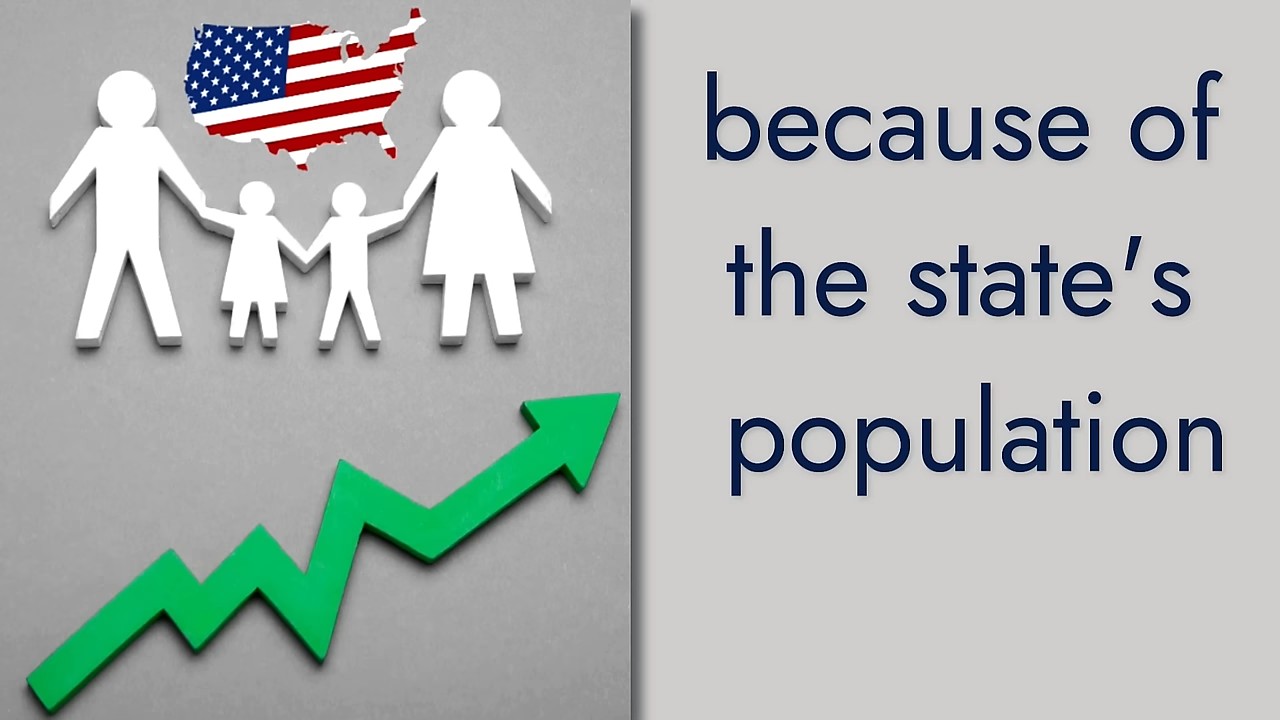 because of
the state's
population